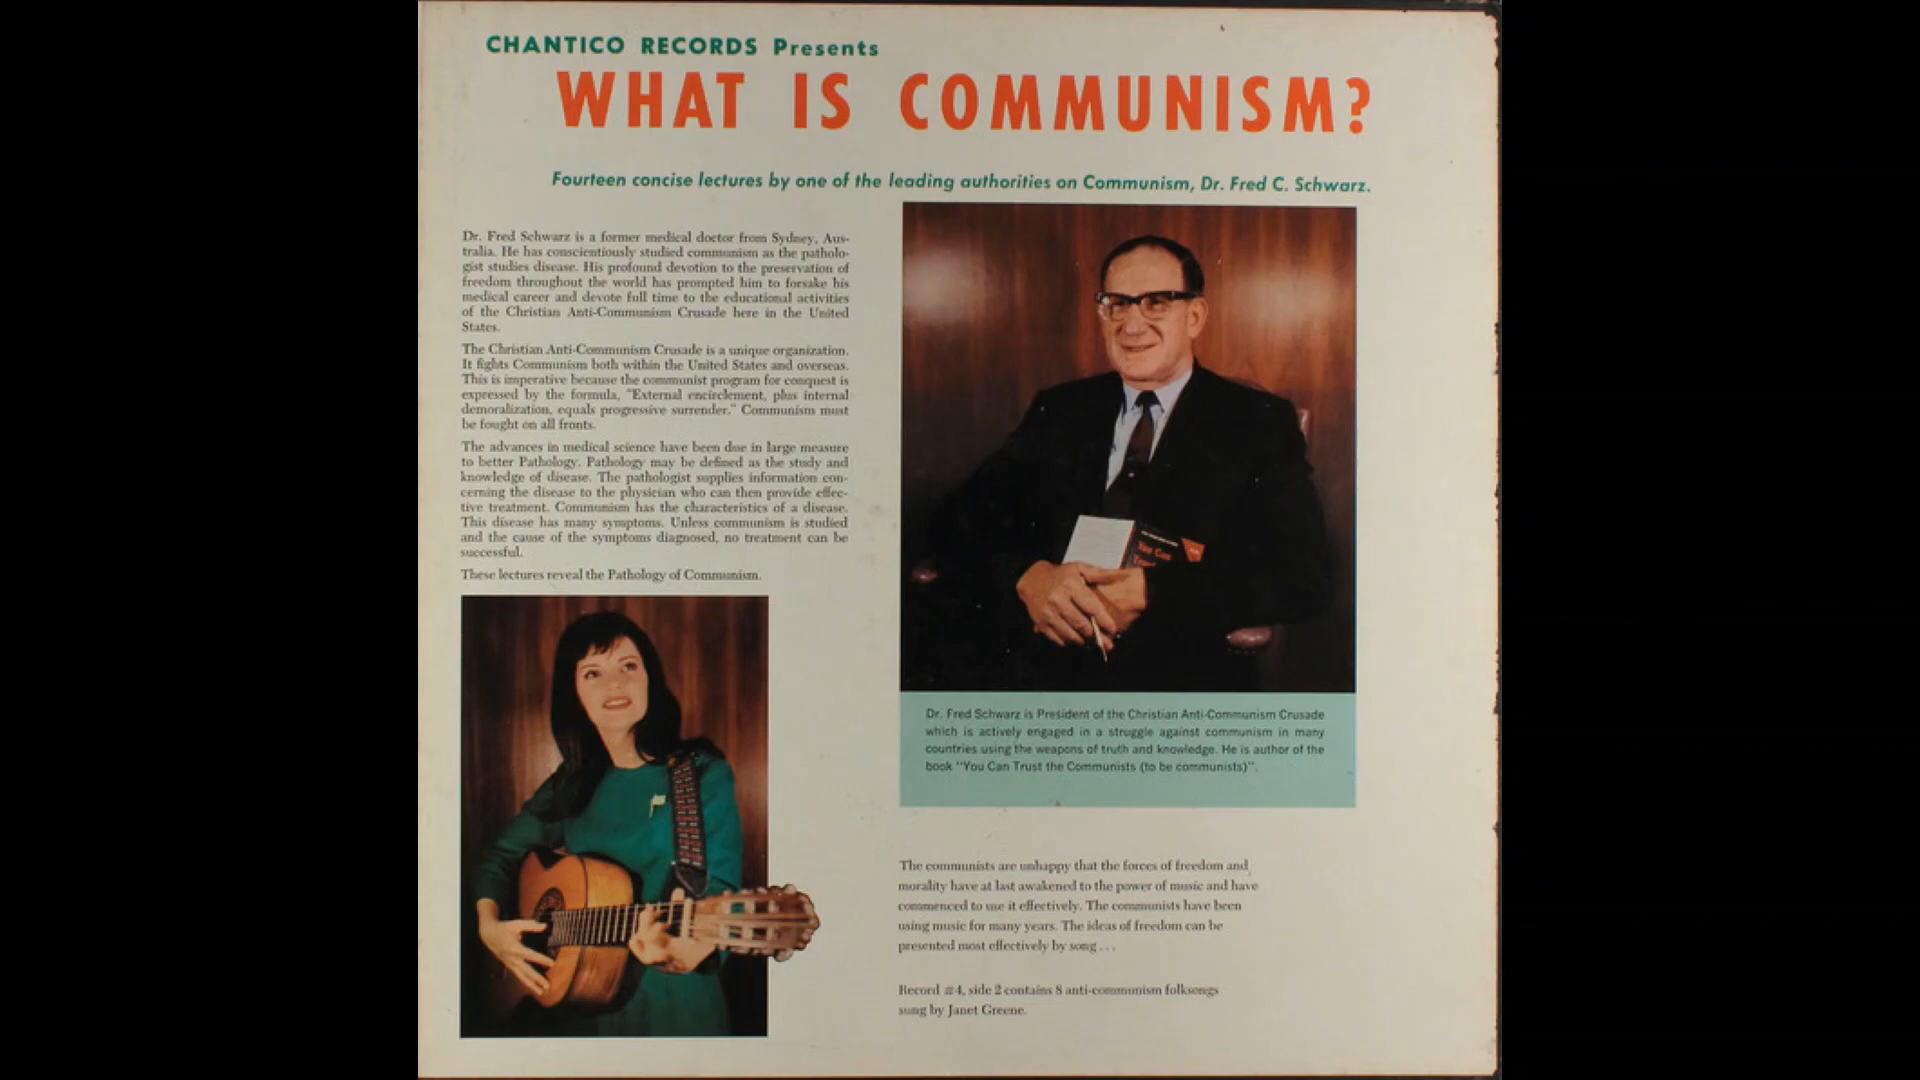 CHANTICO RECORDS Presents
WHAT IS COMMUNISM?
Fourteen concise lectures by one of the leading authorities on Communism, Dr. Fred C. Schwarz.
Dr. Fred Schwarz is a former medical doctor from Sydney, Aus-
tralia. He has conscientiously studied communism as the patholo-
gist studies disease. His profound devotion to the preservation of
freedom throughout the world has prompted him to forsake his
medical career and devote full time to the educational activities
of the Christian Anti-Communism Crusade here in the United
States.
The Christian Anti-Communism Crusade is a unique organization.
It fights Communism both within the United States and overseas.
This is imperative because the communist program for conquest is
expressed by the formula, "External encirclement, plus internal
demoralization, equals progressive surrender." Communism must
be fought on all fronts.
The advances in medical science have been due in large measure
to better Pathology. Pathology may be defined as the study and
knowledge of disease. The pathologist supplies information con-
cerning the disease to the physician who can then provide effec-
tive treatment. Communism has the characteristics of a disease.
This disease has many symptoms. Unless communism is studied
and the cause of the symptoms diagnosed, no treatment can be
successful.
These lectures reveal the Pathology of Communism.
You Can
Trust
Dr. Fred Schwarz is President of the Christian Anti-Communism Crusade
which is actively engaged in a struggle against communism in many
countries using the weapons of truth and knowledge. He is author of the
book "You Can Trust the Communists (to be communists)".
The communists are unhappy that the forces of freedom and
morality have at last awakened to the power of music and have
commenced to use it effectively. The communists have been
using music for many years. The ideas of freedom can be
presented most effectively by song . . .
Record #4, side 2 contains 8 anti-communism folksongs
sung by Janet Greene.